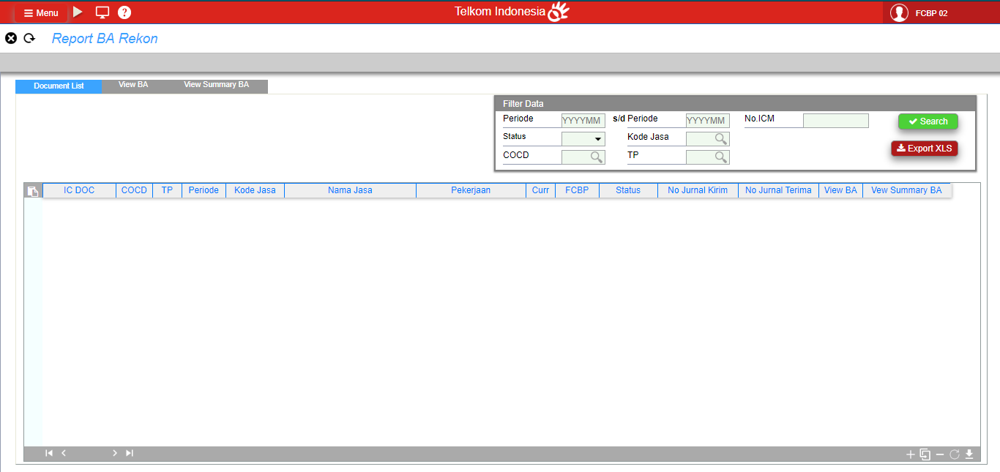 Menu
Telkom Indonesia
FCBP 02
Report BA Rekon
Document List View BA View Summary BA
Filter Data
Periode YYYYMM s/d Periode YYYYMM No.ICM Search
Status Kode Jasa
COCD TP Export XLS
IC DOC COCD TP Periode Kode Jasa Nama Jasa Pekerjaan Curr FCBP Status No Jurnal Kirim No Jurnal Terima View BA Vew Summary BA